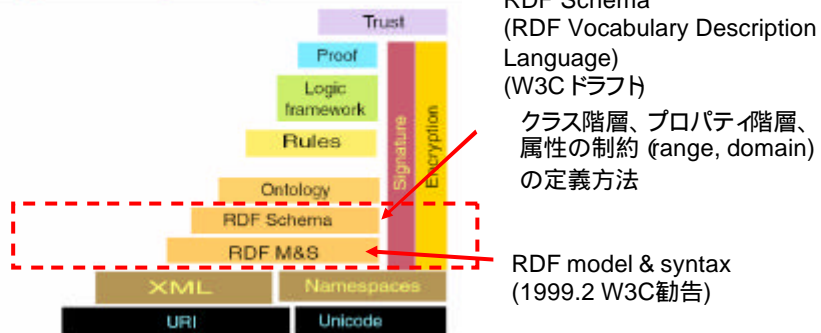 RDF Schema
(RDF Vocabulary Description
Language)
(W3C ドラフト)
クラス階層、プロパティ階層、
属性の制約 (range, domain)
の定義方法
RDF model & syntax
(1999.2 W3C勧告)
Trust
Proof
Logic
framework
Rules
Ontology
RDF Schema
RDF M&S
Signature
Encryption
XML
Namespaces
URI
Unicode